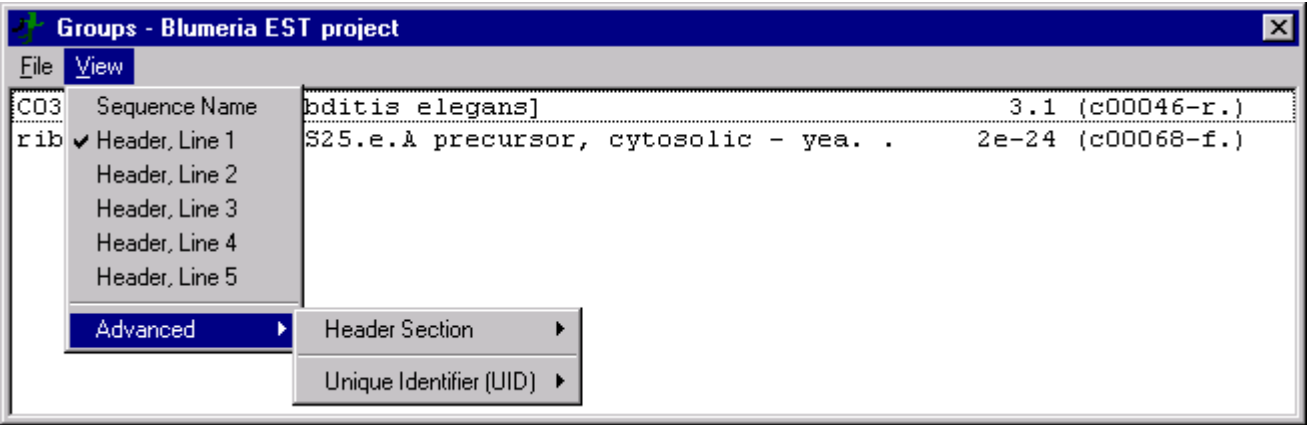 Groups - Blumeria EST project
File View
C03 bditis elegans] 3.1 (c00046-r.)
rib S25.e.A precursor, cytosolic - yea. . 2e-24 (c00068-f.)
Sequence Name
Header, Line 1
Header, Line 2
Header, Line 3
Header, Line 4
Header, Line 5
Advanced
Header Section
Unique Identifier (UID)